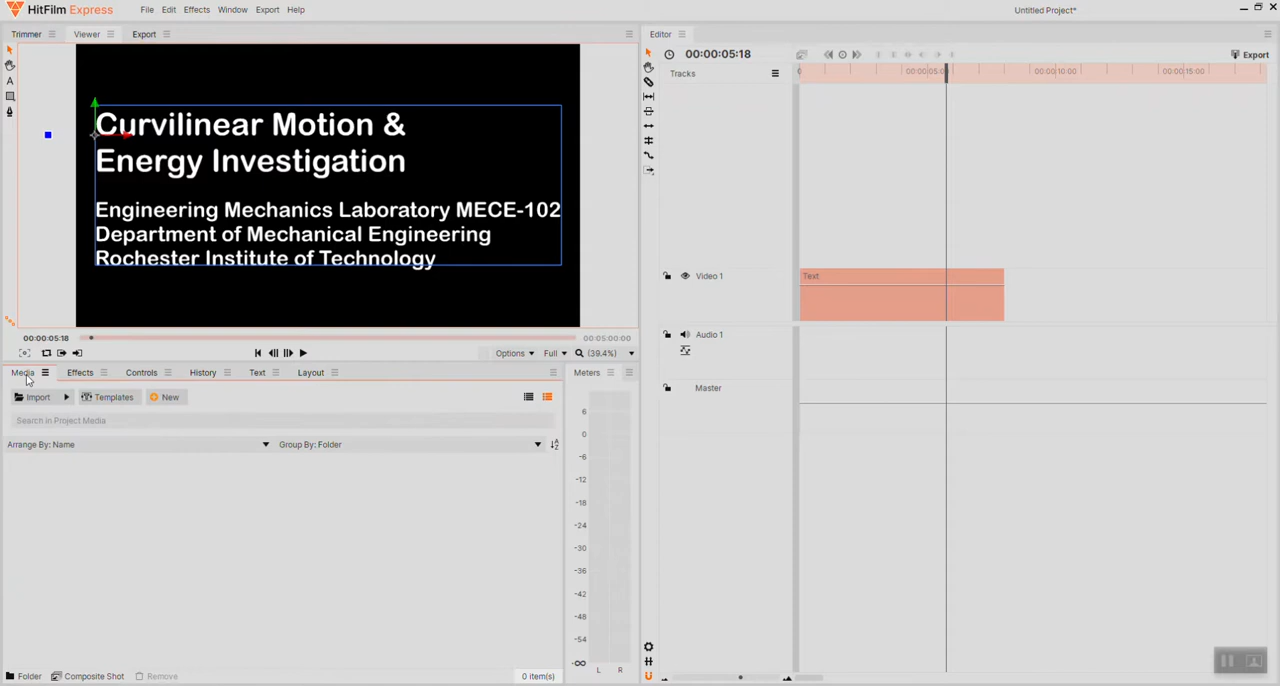 HitFilm Express File Edit Effects Window Export Help Untitled Project*
Trimmer Viewer Export
Curvilinear Motion &
Energy Investigation
Engineering Mechanics Laboratory MECE-102
Department of Mechanical Engineering
Rochester Institute of Technology
00:00:05:18 00:05:00:00
Options Full (39.4%)
Media Effects Controls History Text Layout
Import Templates New
Search in Project Media
Arrange By: Name Group By: Folder
Folder Composite Shot Remove 0 item(s)
Meters
6
0
-6
-12
-18
-24
-30
-36
-42
-48
-54
-∞
L R
Editor
00:00:05:18 Export
Tracks 0 00:00:05:0 00:00:10:00 00:00:15:00
Video 1 Text
Audio 1
Master